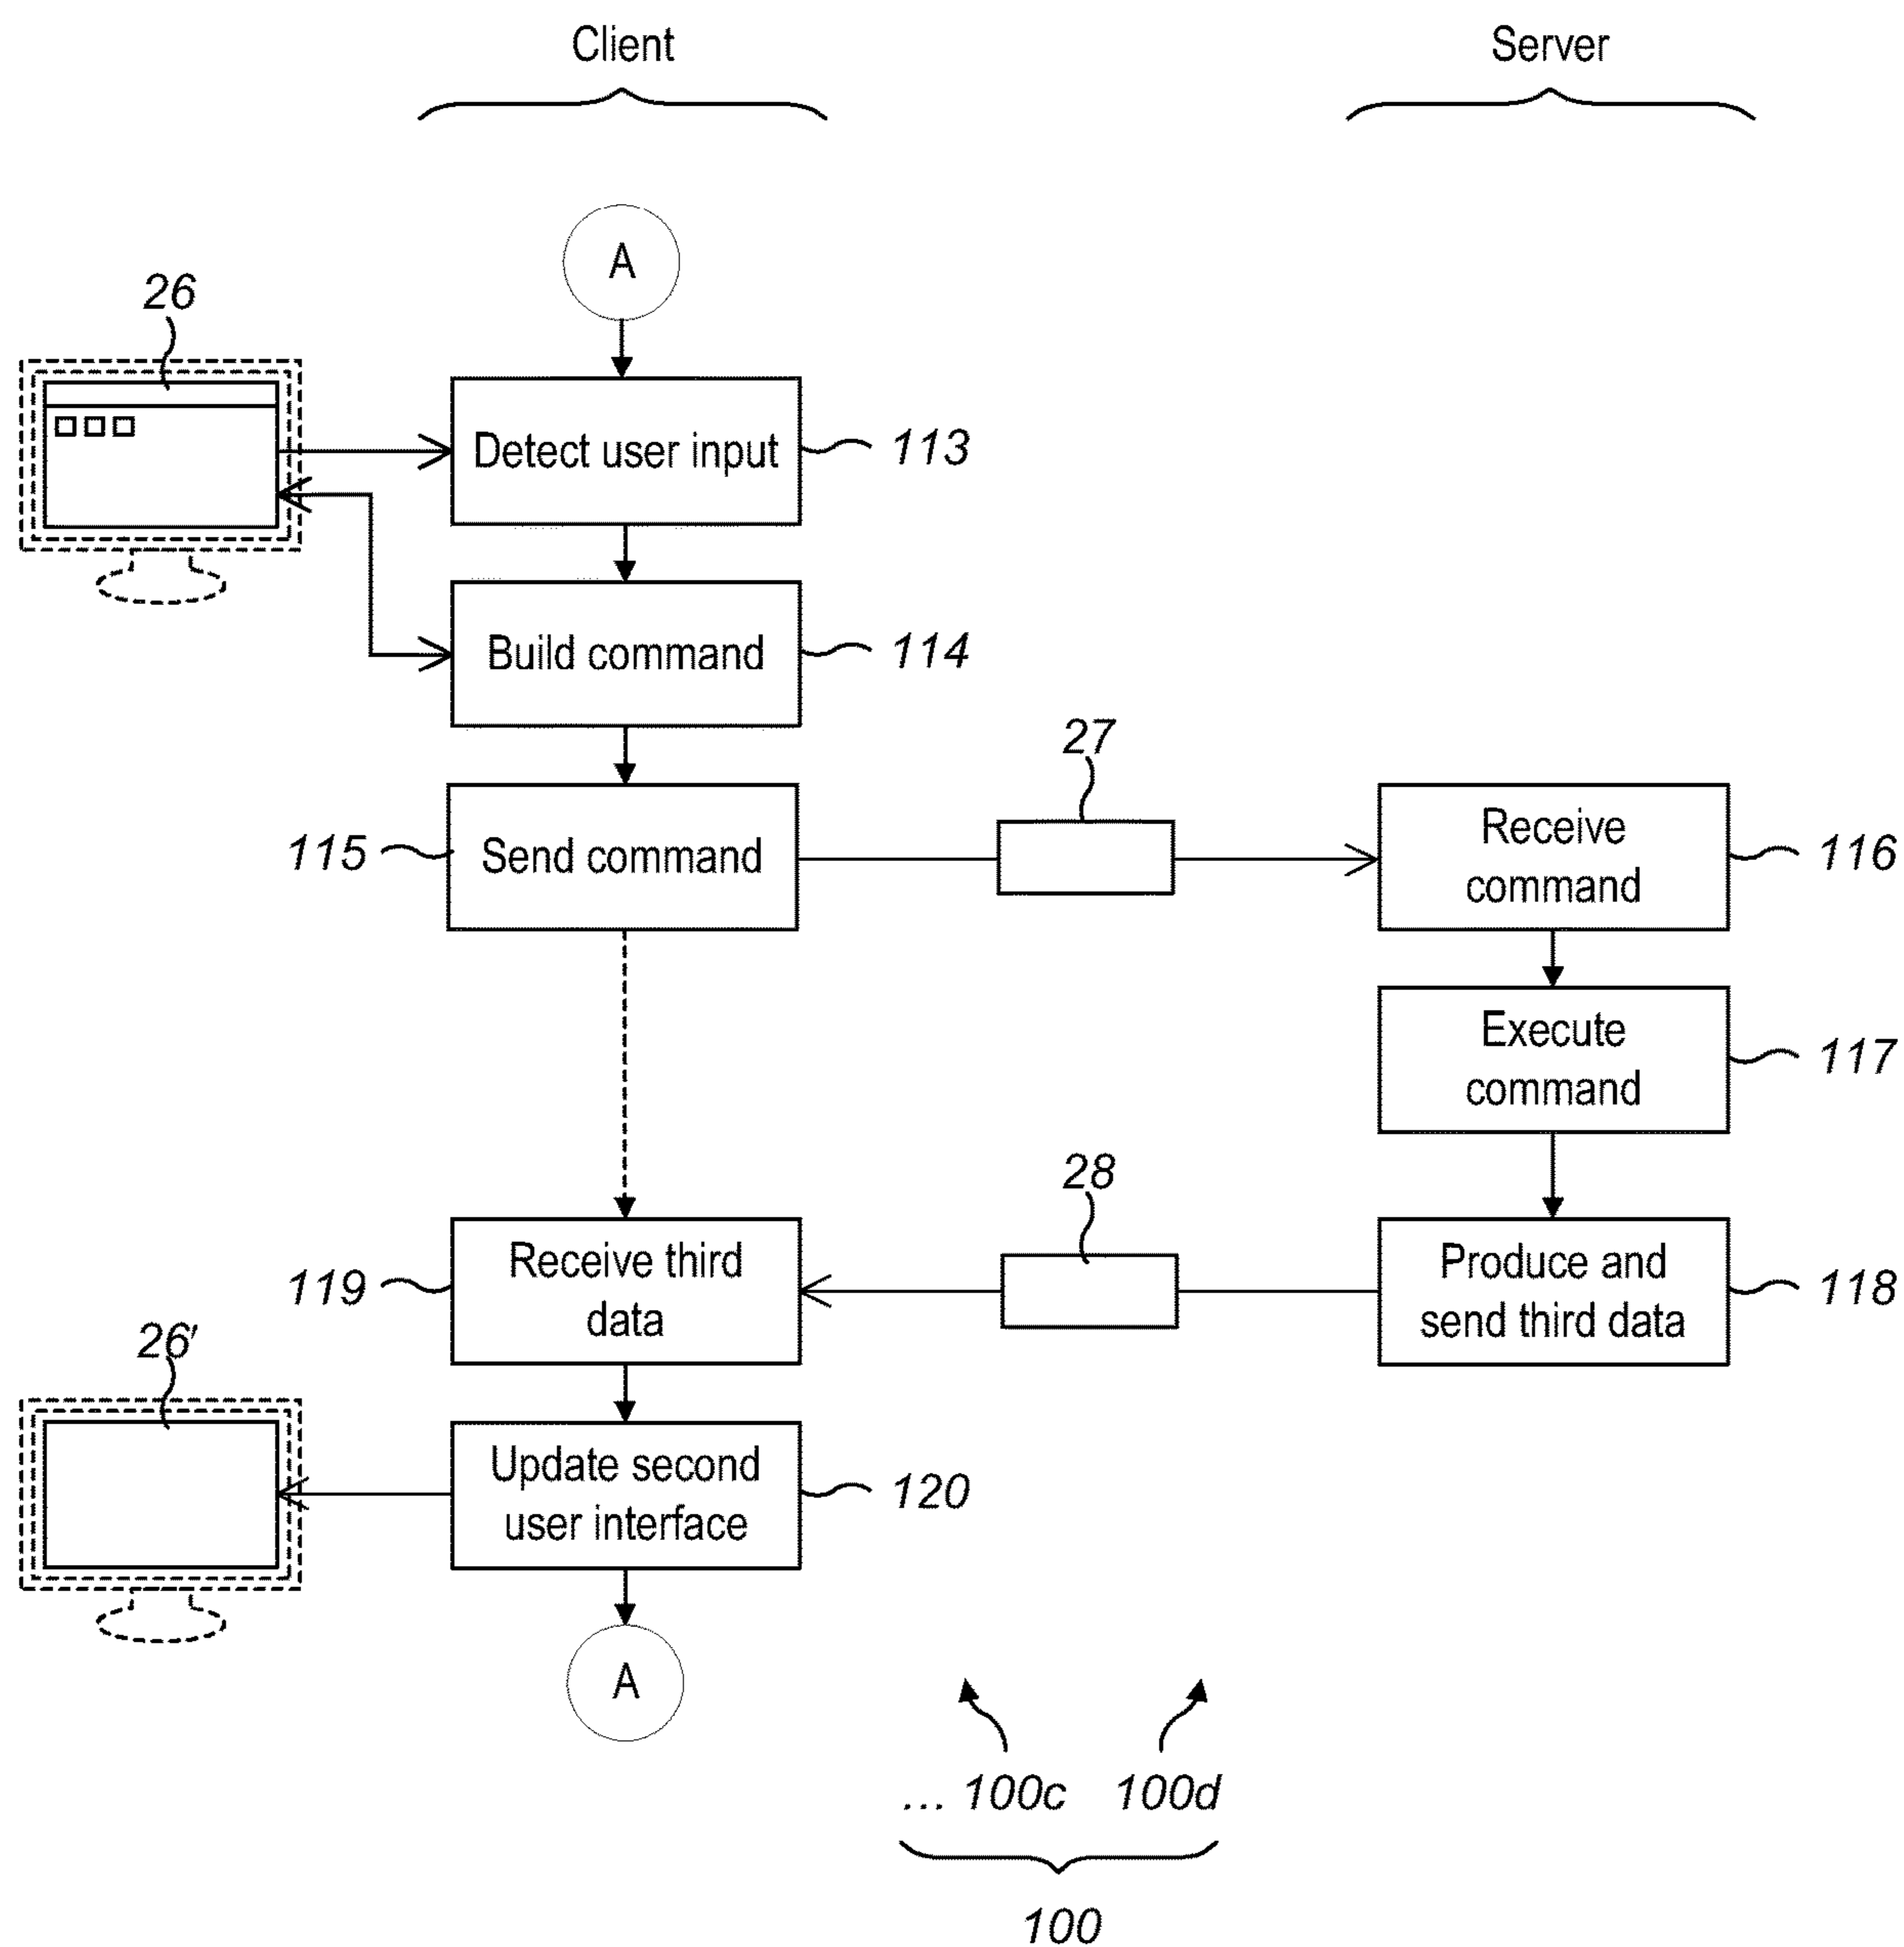 Client
Server
A
26
Detect user input
113
Build command
114
27
Send command
115
Receive
command
116
Execute
command
117
28
Receive third
data
119
Produce and
send third data
118
26'
Update second
user interface
120
A
... 100c 100d
100